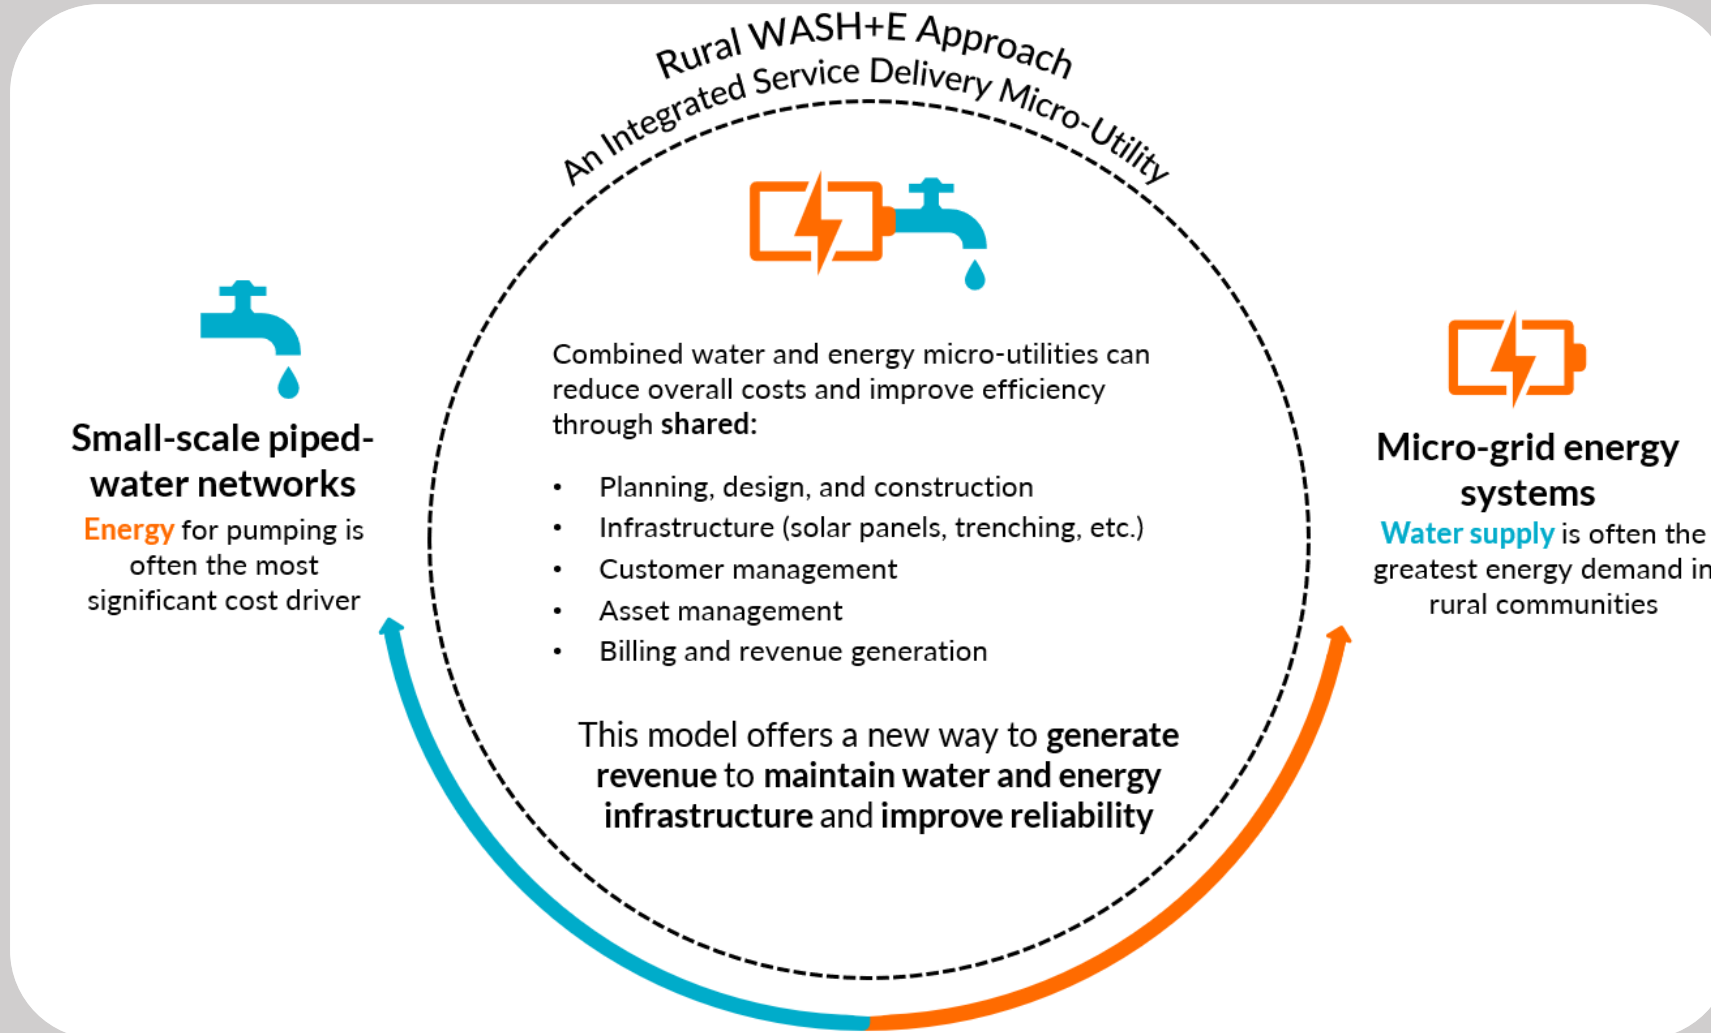 Rural WASH+E Approach
An Integrated Service Delivery Micro-Utility
Small-scale piped-
water networks
Energy for pumping is
often the most
significant cost driver
Combined water and energy micro-utilities can
reduce overall costs and improve efficiency
through shared:
• Planning, design, and construction
• Infrastructure (solar panels, trenching, etc.)
• Customer management
• Asset management
• Billing and revenue generation
This model offers a new way to generate
revenue to maintain water and energy
infrastructure and improve reliability
Micro-grid energy
systems
Water supply is often the
greatest energy demand in
rural communities